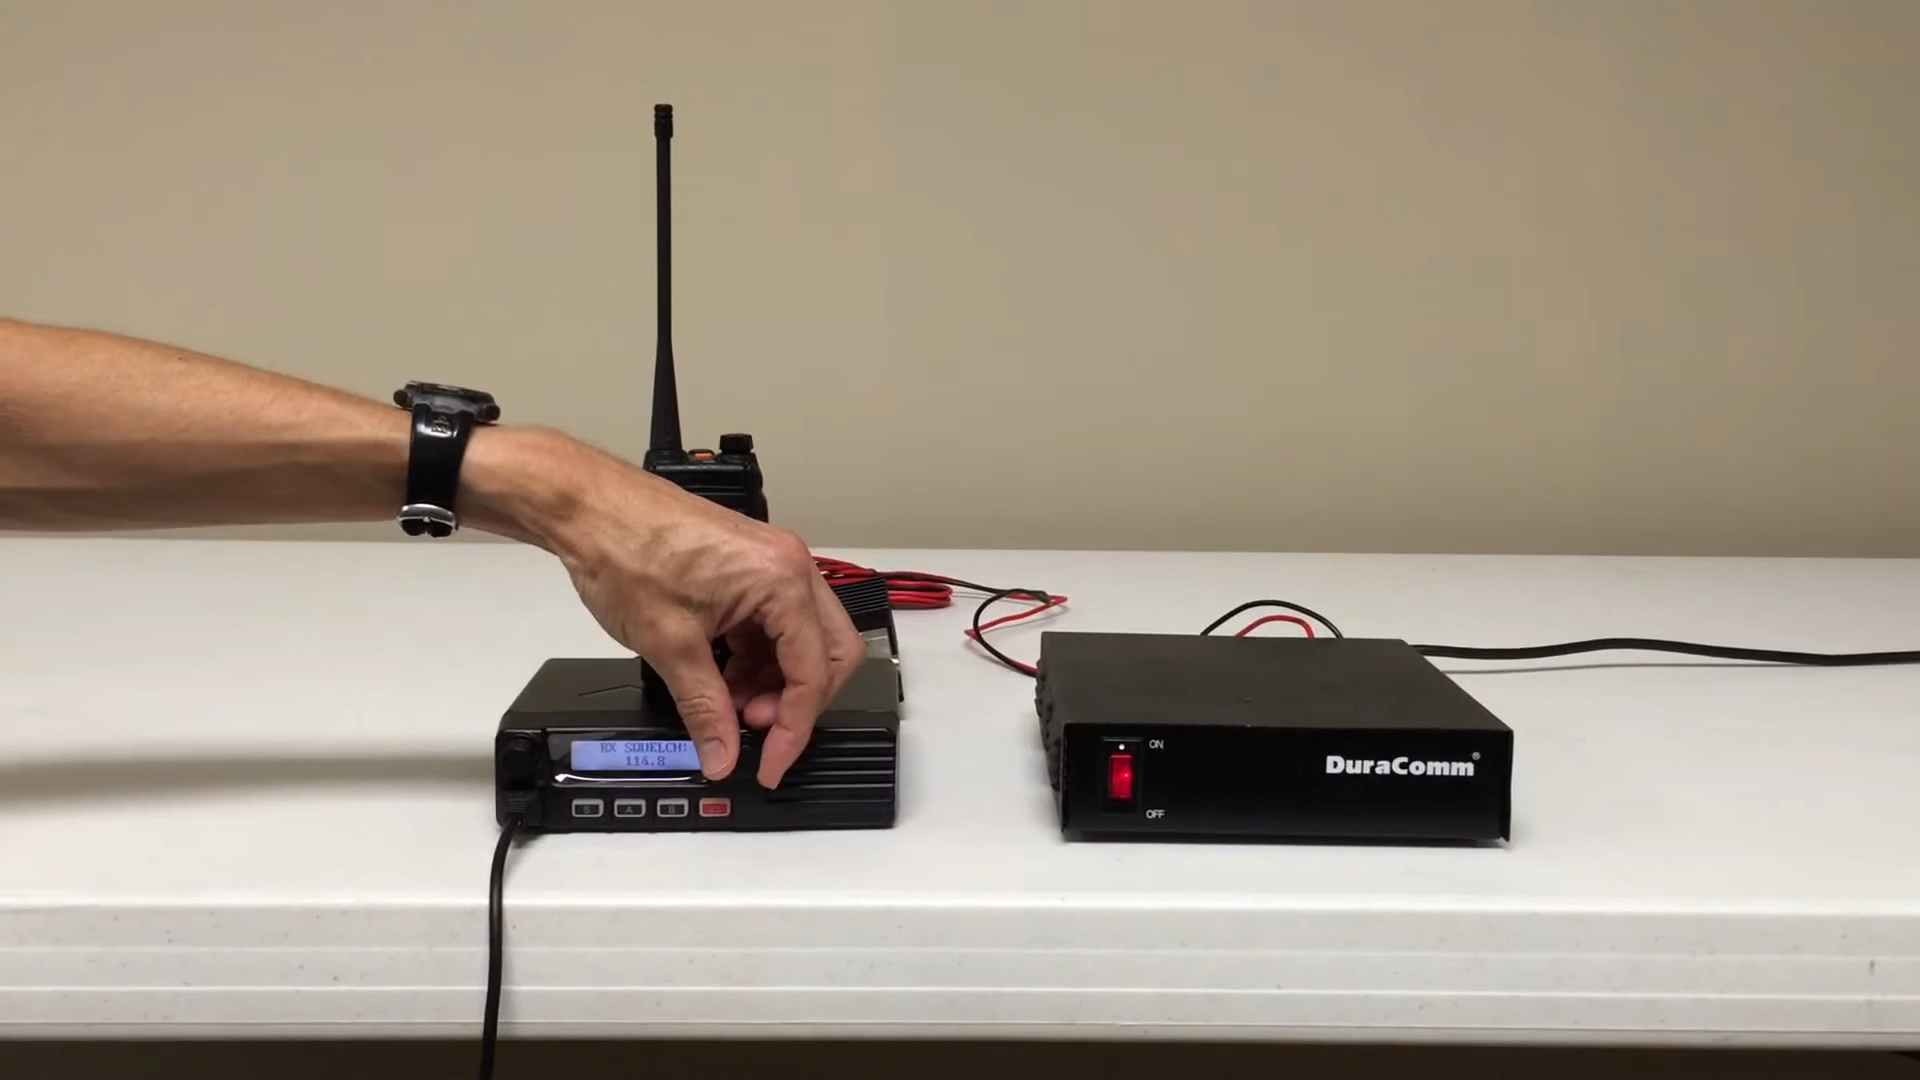 RX SQUELCH:
114.8
S A B
ON
OFF
DuraComm®